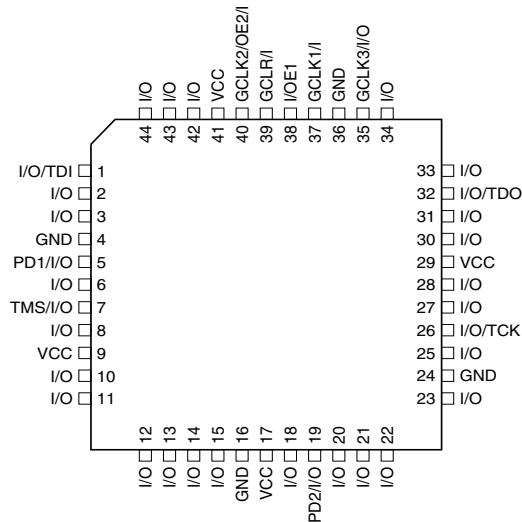 I/O
I/O
I/O
VCC
GCLK2/OE2/I
GCLR/I
I/OE1
GCLK1/I
GND
GCLK3/I/O
I/O
44
43
42
41
40
39
38
37
36
35
34
I/O/TDI 1
I/O 2
I/O 3
GND 4
PD1/I/O 5
I/O 6
TMS/I/O 7
I/O 8
VCC 9
I/O 10
I/O 11
33 I/O
32 I/O/TDO
31 I/O
30 I/O
29 VCC
28 I/O
27 I/O
26 I/O/TCK
25 I/O
24 GND
23 I/O
12
13
14
15
16
17
18
19
20
21
22
I/O
I/O
I/O
I/O
GND
VCC
I/O
PD2/I/O
I/O
I/O
I/O